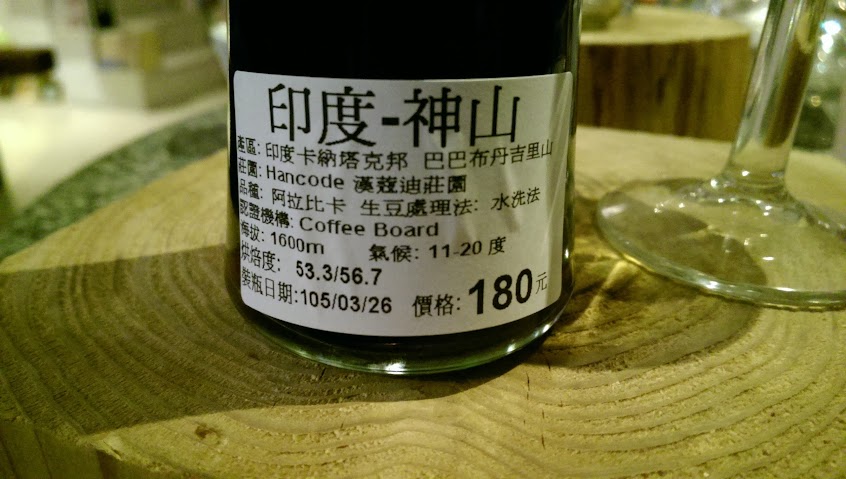 印度-神山
產區: 印度卡納塔克邦 巴巴布丹吉里山
莊園: Hancode 漢蔻迪莊園
品種: 阿拉比卡 生豆處理法: 水洗法
認證機構: Coffee Board
海拔: 1600m 氣候: 11-20 度
烘焙度: 53.3/56.7
裝瓶日期:105/03/26 價格:180元